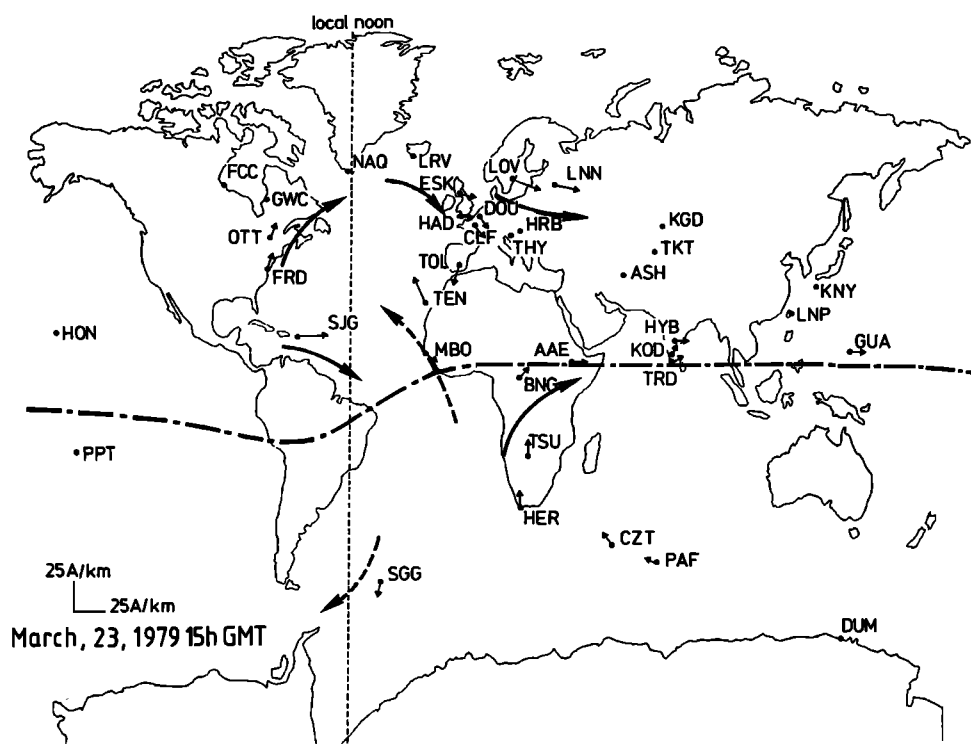 local noon
NAQ
LRV
FCC
GWC
ESK
LOV
LNN
HAD
DOU
OTT
CLF
HRB
THY
KGD
TKT
FRD
TOL
ASH
TEN
KNY
LNP
HON
SJG
HYB
GUA
MBO
AAE
KOD
BNG
TRD
PPT
TSU
HER
CZT
PAF
SGG
25A/km
25A/km
March, 23, 1979 15h GMT
DUM